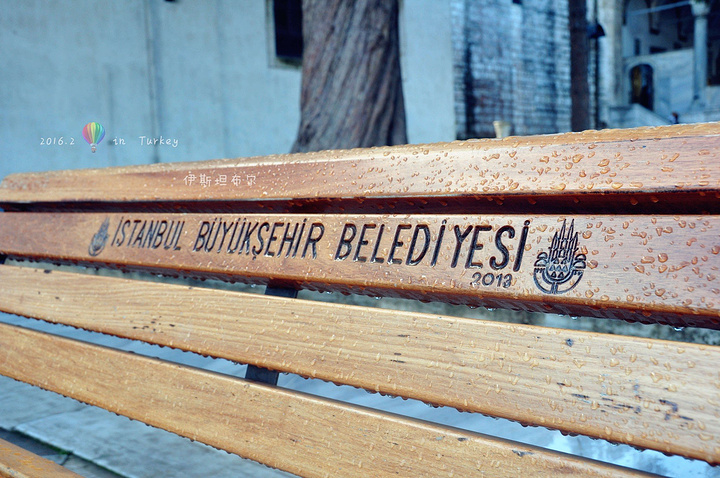 2016.2 in Turkey
伊斯坦布尔
İSTANBUL BÜYÜKŞEHİR BELEDİYESİ
2013